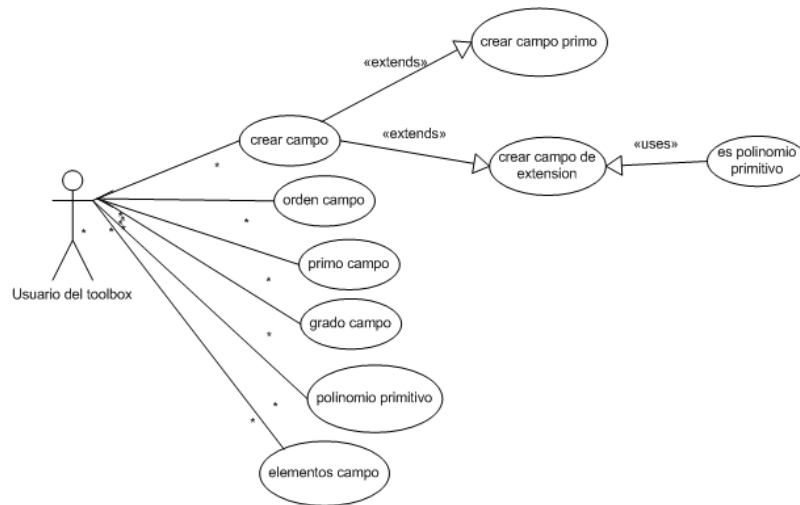 crear campo primo
«extends»
crear campo
«extends»
crear campo de
extension
«uses»
es polinomio
primitivo
*
orden campo
*
*
*
*
*
*
*
primo campo
*
Usuario del toolbox
grado campo
*
polinomio primitivo
*
*
elementos campo